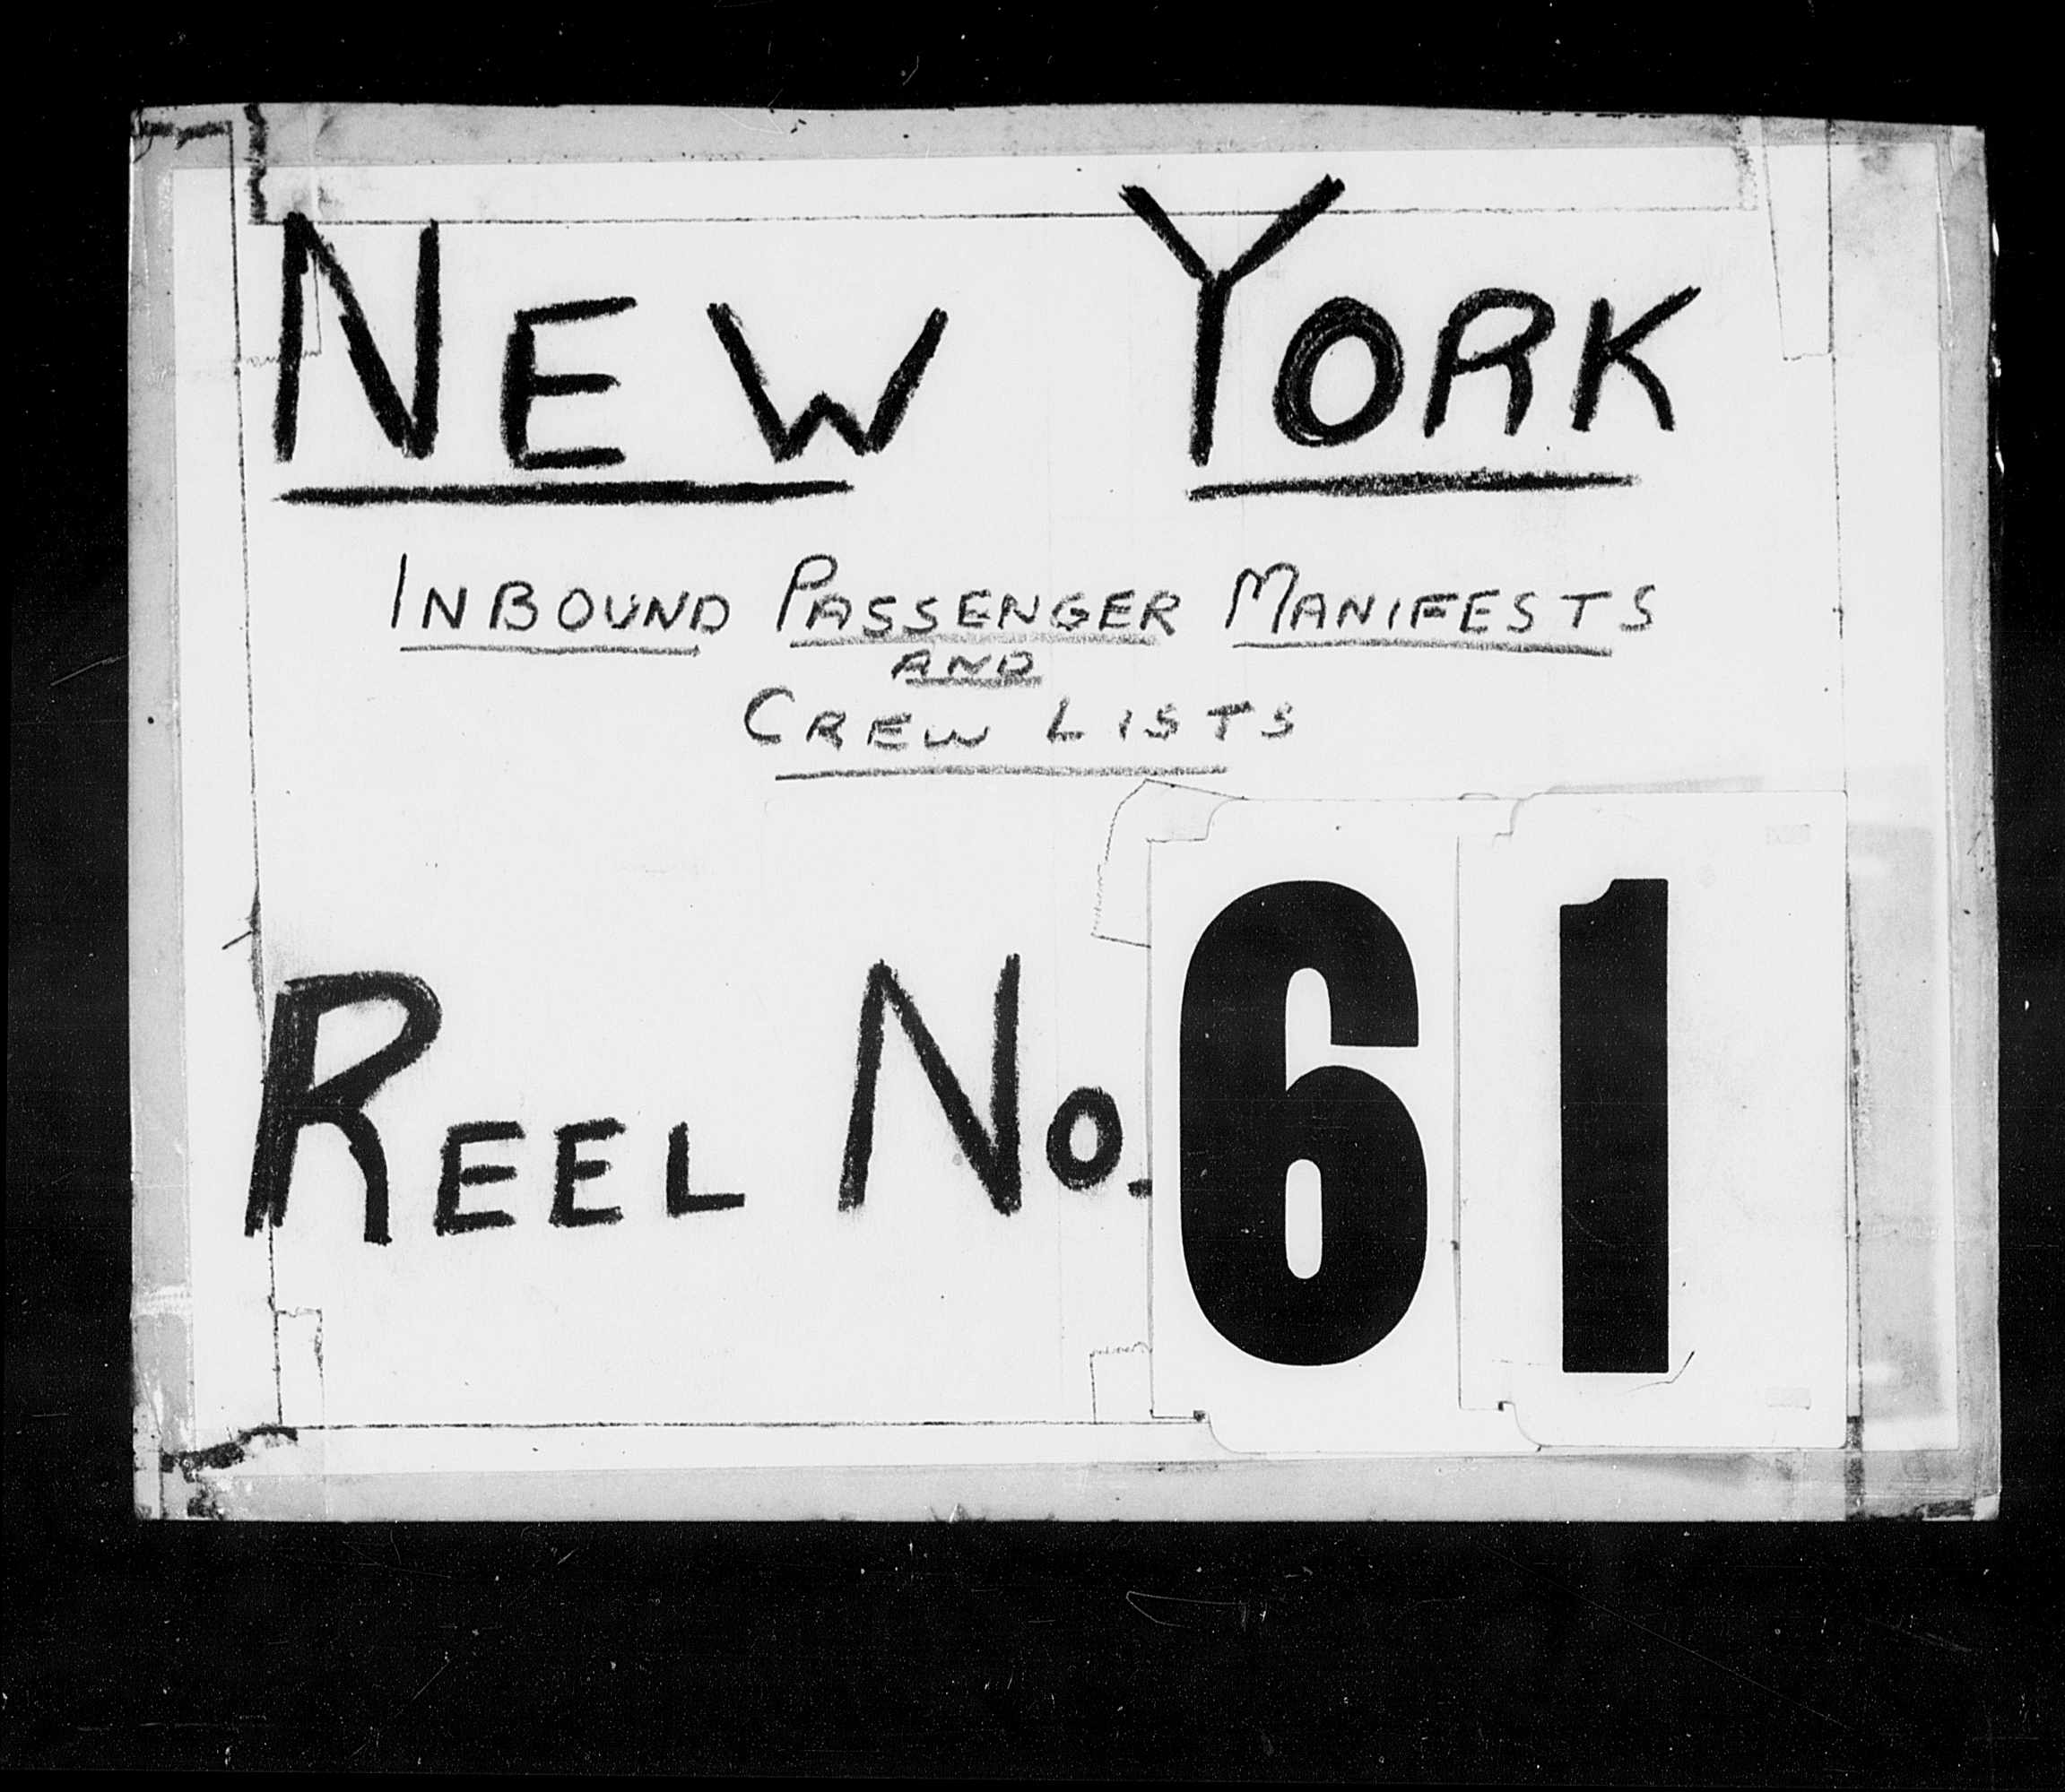 NEW YORK
INBOUND PASSENGER MANIFESTS
AND
CREW LISTS
REEL NO. 61